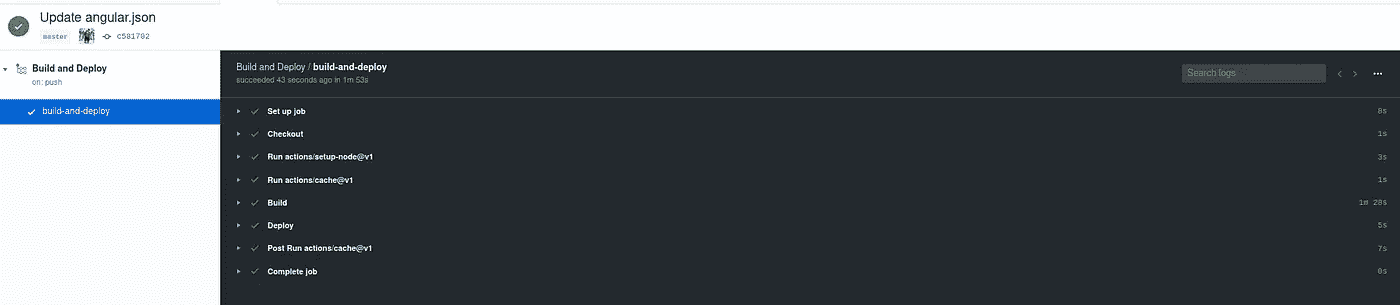 Update angular.json
master c581792
Build and Deploy
on: push
build-and-deploy
Build and Deploy / build-and-deploy
succeeded 43 seconds ago in 1m 53s
Search logs
Set up job 8s
Checkout 1s
Run actions/setup-node@v1 3s
Run actions/cache@v1 1s
Build 1m 28s
Deploy 5s
Post Run actions/cache@v1 7s
Complete job 0s